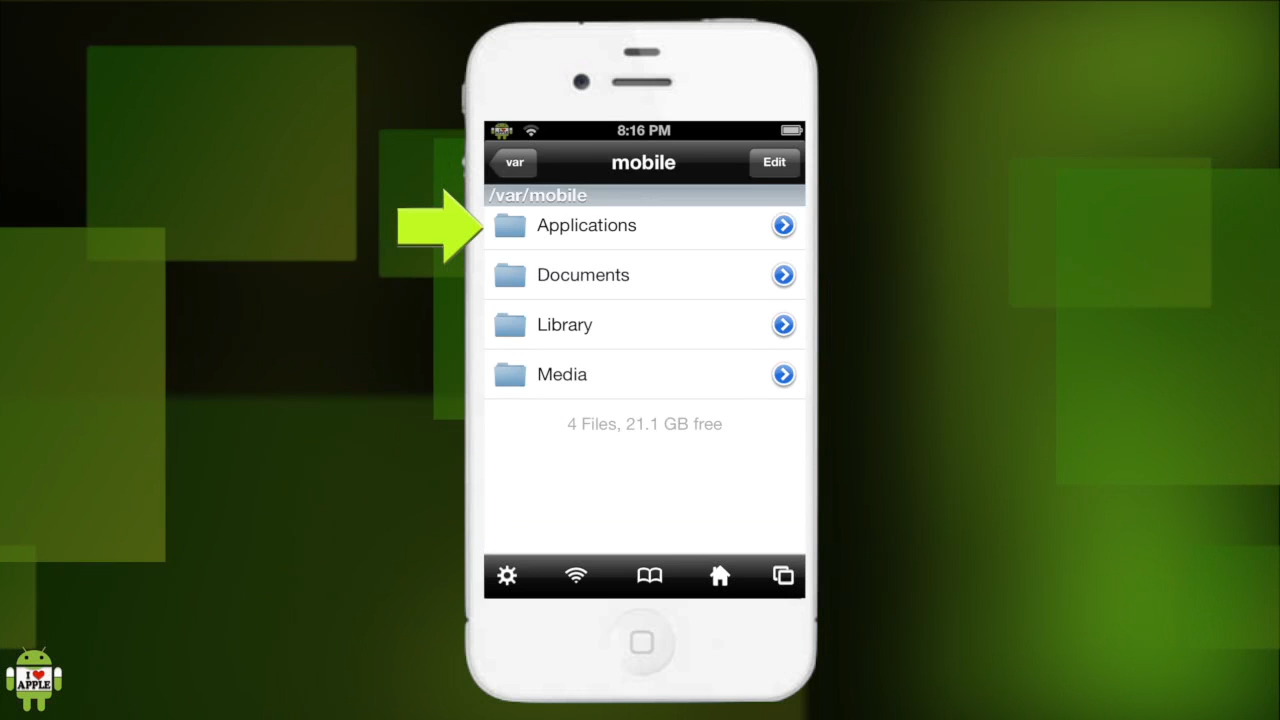 8:16 PM
var
mobile
Edit
/var/mobile
Applications
Documents
Library
Media
4 Files, 21.1 GB free
I
APPLE